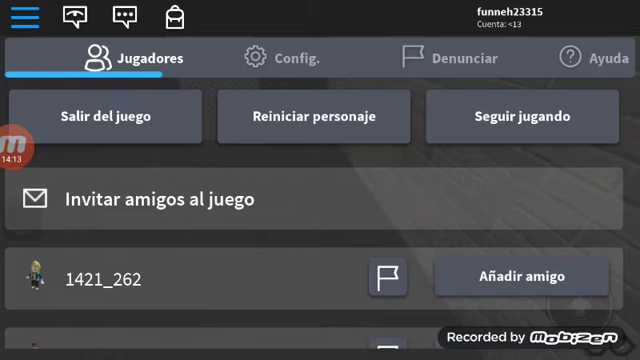 funneh23315
Cuenta: <13
Jugadores
Config.
Denunciar
Ayuda
Salir del juego
Reiniciar personaje
Seguir jugando
14:13
Invitar amigos al juego
1421_262
Añadir amigo
Recorded by mobizen